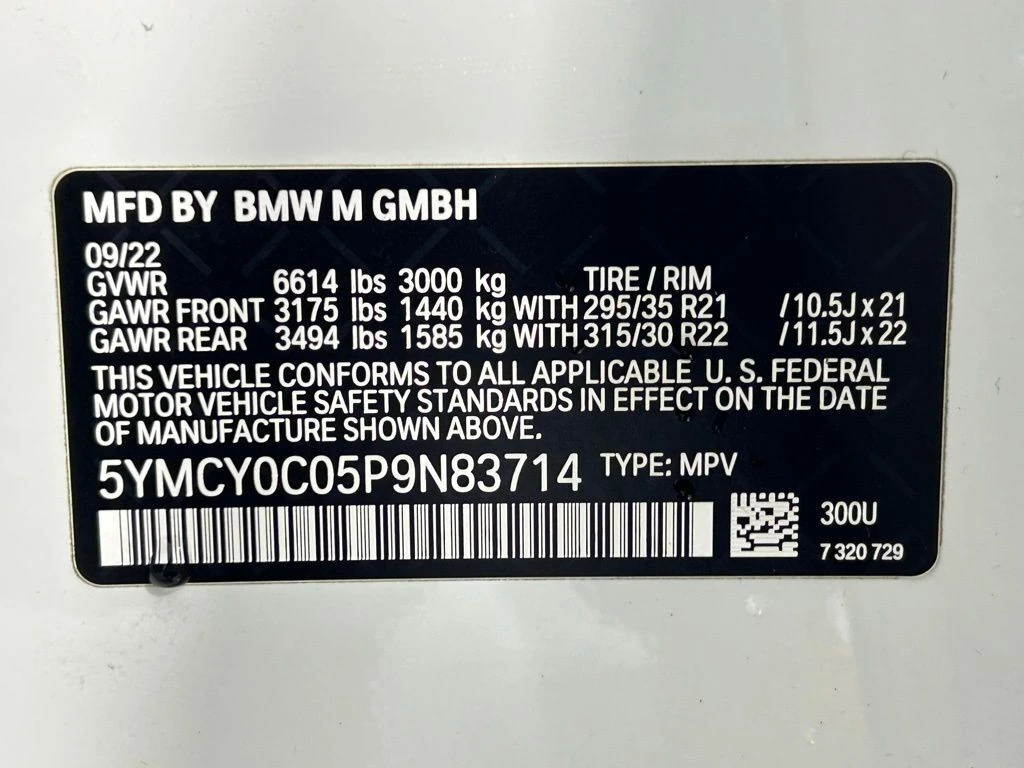 MFD BY BMW M GMBH
09/22
GVWR 6614 lbs 3000 kg TIRE / RIM
GAWR FRONT 3175 lbs 1440 kg WITH 295/35 R21 /10.5J x 21
GAWR REAR 3494 lbs 1585 kg WITH 315/30 R22 /11.5J x 22
THIS VEHICLE CONFORMS TO ALL APPLICABLE U. S. FEDERAL
MOTOR VEHICLE SAFETY STANDARDS IN EFFECT ON THE DATE
OF MANUFACTURE SHOWN ABOVE.
5YMCY0C05P9N83714 TYPE: MPV
300U
7 320 729